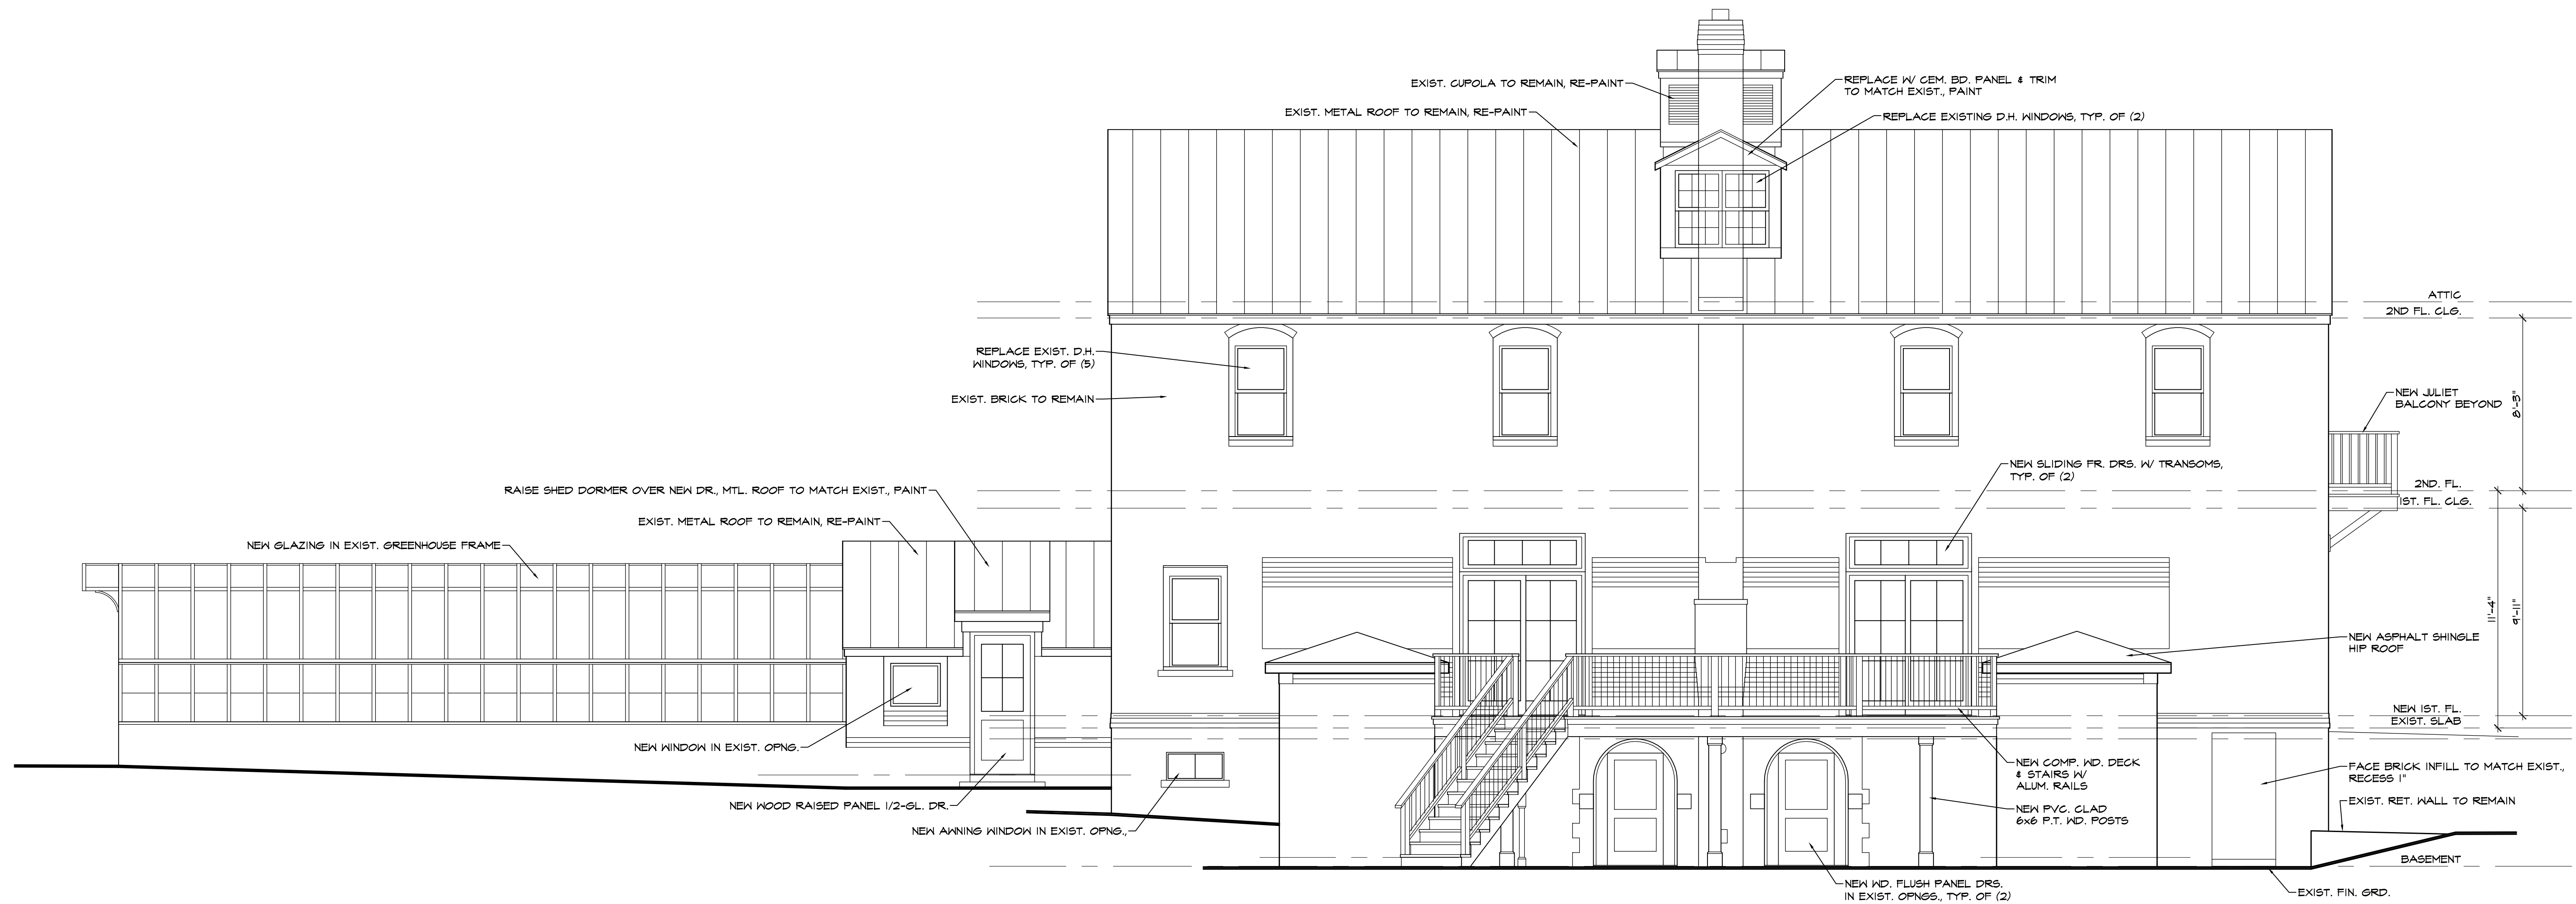 EXIST. CUPOLA TO REMAIN, RE-PAINT
REPLACE W/ CEM. BD. PANEL & TRIM
TO MATCH EXIST., PAINT
EXIST. METAL ROOF TO REMAIN, RE-PAINT
REPLACE EXISTING D.H. WINDOWS, TYP. OF (2)
ATTIC
2ND FL. CLG.
REPLACE EXIST. D.H.
WINDOWS, TYP. OF (5)
EXIST. BRICK TO REMAIN
NEW JULIET
BALCONY BEYOND
8'-3"
NEW SLIDING FR. DRS. W/ TRANSOMS,
TYP. OF (2)
RAISE SHED DORMER OVER NEW DR., MTL. ROOF TO MATCH EXIST., PAINT
2ND. FL.
1ST. FL. CLG.
EXIST. METAL ROOF TO REMAIN, RE-PAINT
NEW GLAZING IN EXIST. GREENHOUSE FRAME
11'-4"
9'-11"
NEW ASPHALT SHINGLE
HIP ROOF
NEW 1ST. FL.
EXIST. SLAB
NEW WINDOW IN EXIST. OPNG.
NEW COMP. WD. DECK
& STAIRS W/
ALUM. RAILS
FACE BRICK INFILL TO MATCH EXIST.,
RECESS 1"
NEW WOOD RAISED PANEL 1/2-GL. DR.
NEW PVC. CLAD
6x6 P.T. WD. POSTS
EXIST. RET. WALL TO REMAIN
NEW AWNING WINDOW IN EXIST. OPNG.,
BASEMENT
NEW WD. FLUSH PANEL DRS.
IN EXIST. OPNGS., TYP. OF (2)
EXIST. FIN. GRD.